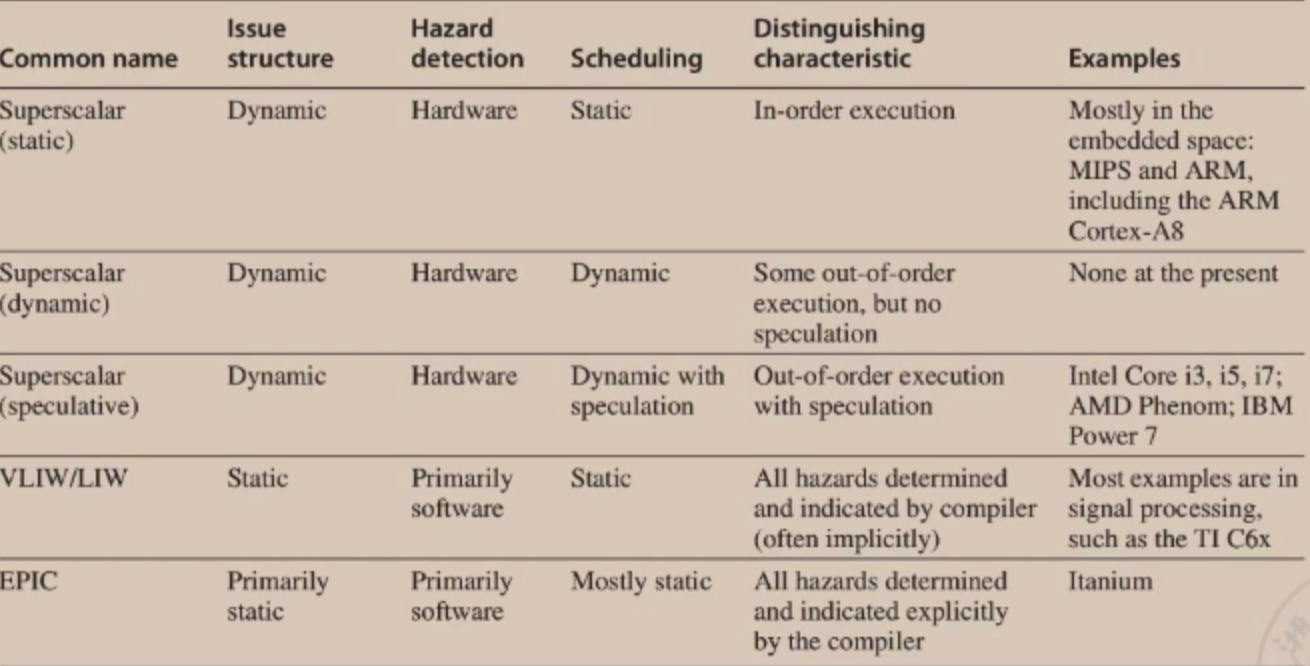 Common name Issue structure Hazard detection Scheduling Distinguishing characteristic Examples
Superscalar (static) Dynamic Hardware Static In-order execution Mostly in the embedded space: MIPS and ARM, including the ARM Cortex-A8
Superscalar (dynamic) Dynamic Hardware Dynamic Some out-of-order execution, but no speculation None at the present
Superscalar (speculative) Dynamic Hardware Dynamic with speculation Out-of-order execution with speculation Intel Core i3, i5, i7; AMD Phenom; IBM Power 7
VLIW/LIW Static Primarily software Static All hazards determined and indicated by compiler (often implicitly) Most examples are in signal processing, such as the TI C6x
EPIC Primarily static Primarily software Mostly static All hazards determined and indicated explicitly by the compiler Itanium